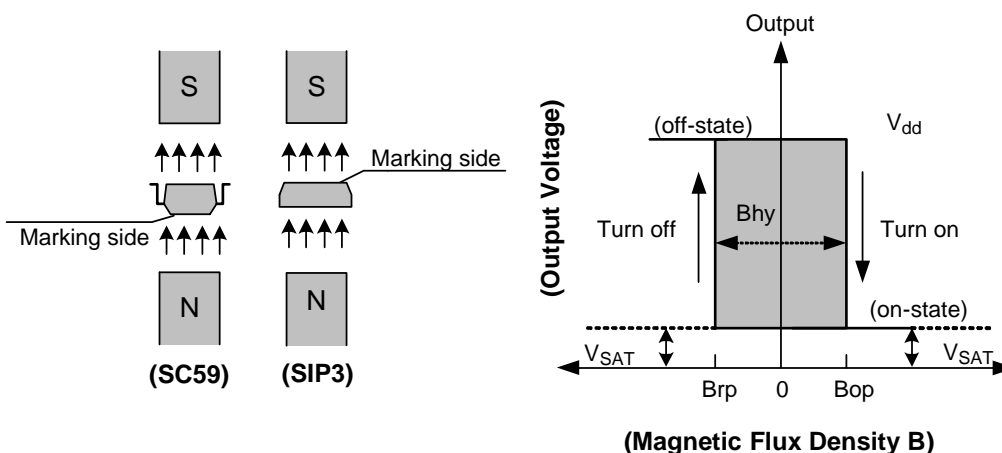 S
S
Marking side
Marking side
N
N
(SC59)
(SIP3)
Output
(Output Voltage)
(off-state)
Vdd
Turn off
Bhy
Turn on
(on-state)
VSAT
VSAT
Brp
0
Bop
(Magnetic Flux Density B)